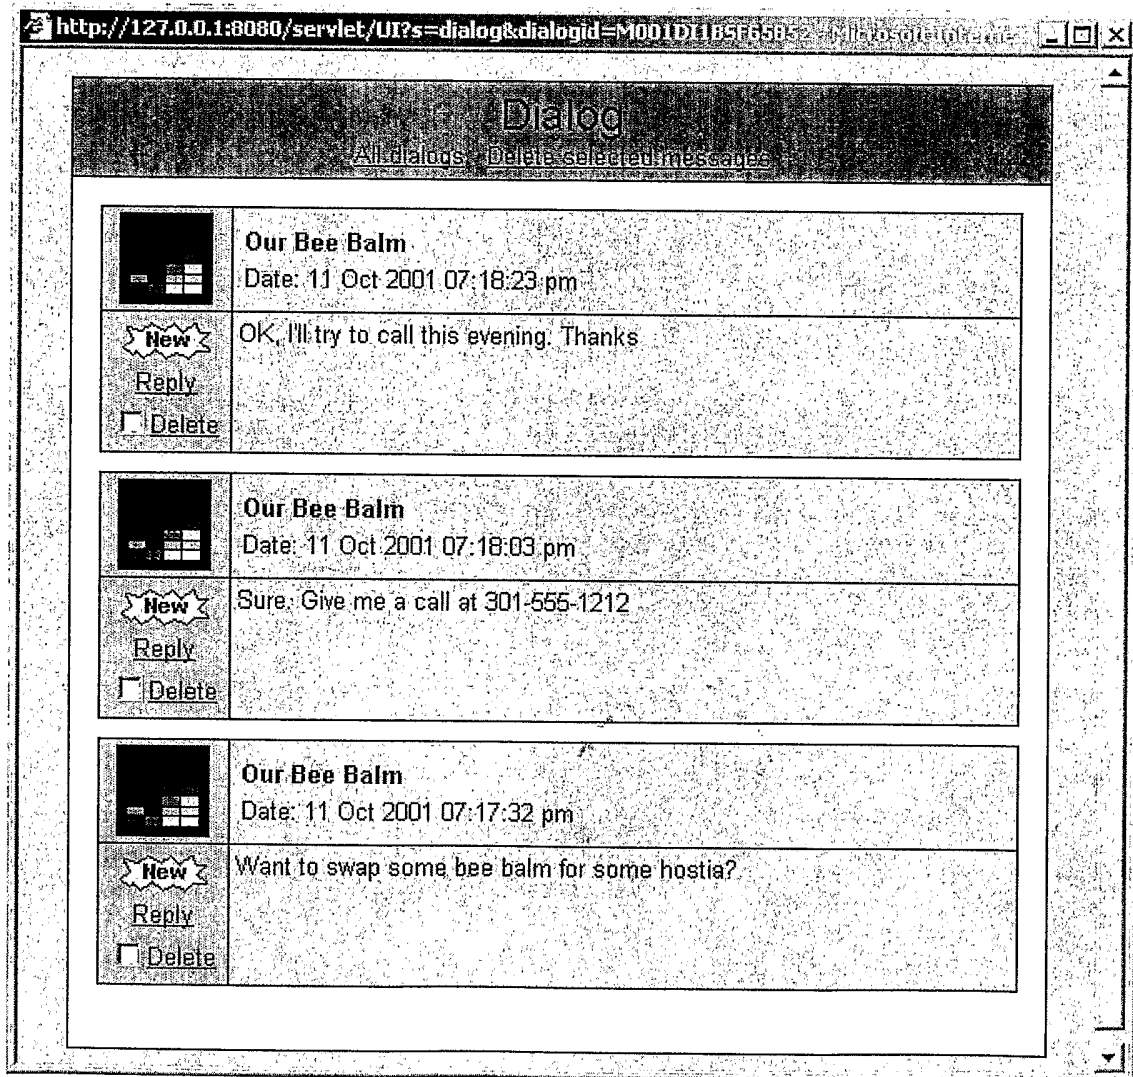 http://127.0.0.1:8080/servlet/UI?s=dialog&dialogid=M001D11B5F65B52 - Microsoft Interne
Dialog
All dialogs Delete selected messages
Our Bee Balm
Date: 11 Oct 2001 07:18:23 pm
New
OK, I'll try to call this evening. Thanks
Reply
Delete
Our Bee Balm
Date: 11 Oct 2001 07:18:03 pm
New
Sure. Give me a call at 301-555-1212
Reply
Delete
Our Bee Balm
Date: 11 Oct 2001 07:17:32 pm
New
Want to swap some bee balm for some hostia?
Reply
Delete